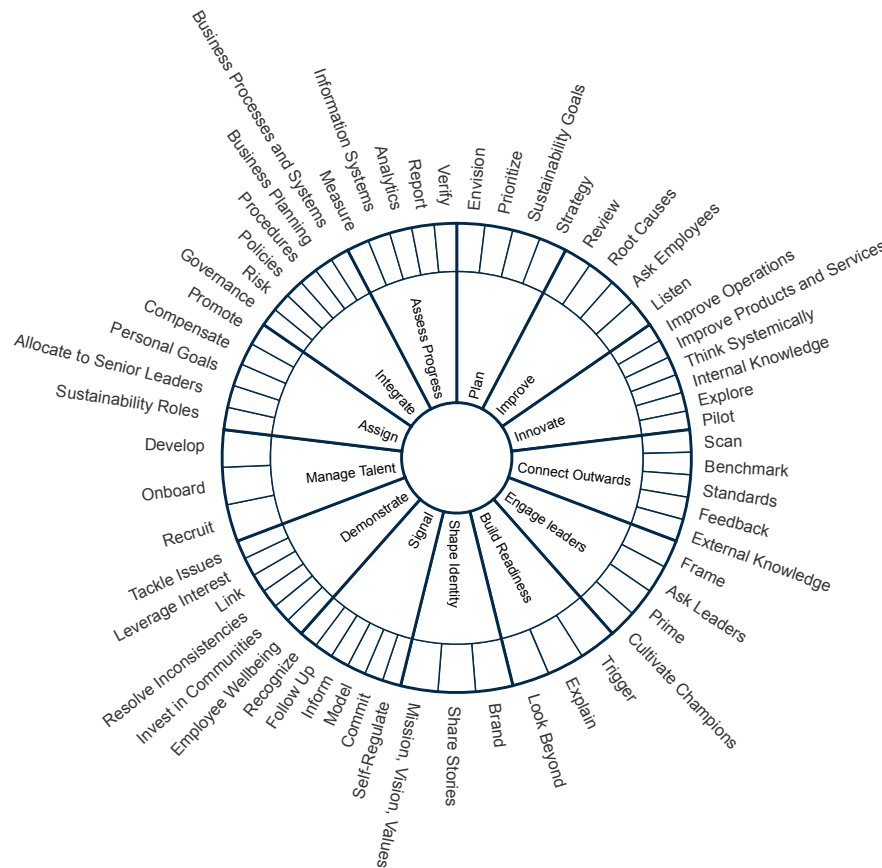 Envision
Prioritize
Sustainability Goals
Strategy
Review
Root Causes
Ask Employees
Listen
Improve Operations
Improve Products and Services
Think Systemically
Internal Knowledge
Explore
Pilot
Scan
Benchmark
Standards
Feedback
External Knowledge
Frame
Ask Leaders
Prime
Cultivate Champions
Trigger
Explain
Look Beyond
Brand
Share Stories
Mission, Vision, Values
Self-Regulate
Commit
Model
Inform
Follow Up
Recognize
Employee Wellbeing
Invest in Communities
Resolve Inconsistencies
Link
Leverage Interest
Tackle Issues
Recruit
Onboard
Develop
Sustainability Roles
Allocate to Senior Leaders
Personal Goals
Compensate
Promote
Governance
Risk
Policies
Procedures
Business Planning
Business Processes and Systems
Measure
Information Systems
Analytics
Report
Verify
Plan
Improve
Innovate
Connect Outwards
Engage leaders
Build Readiness
Shape Identity
Signal
Demonstrate
Manage Talent
Assign
Integrate
Assess Progress